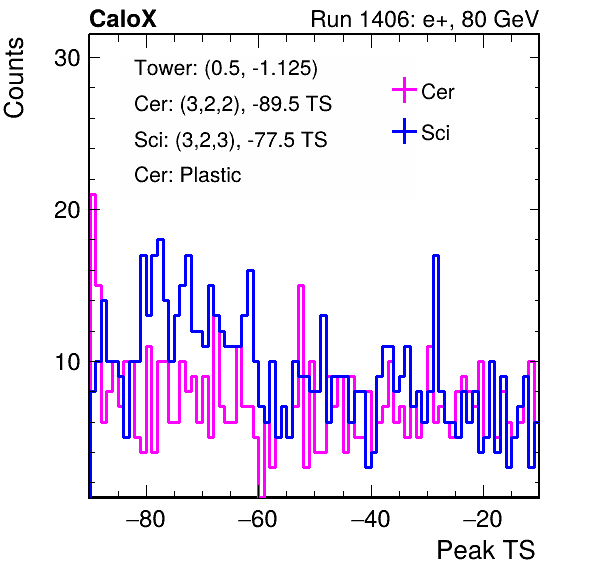 CaloX Run 1406: e+, 80 GeV
Counts
30
20
10
Tower: (0.5, -1.125)
Cer: (3,2,2), -89.5 TS
Sci: (3,2,3), -77.5 TS
Cer: Plastic
Cer
Sci
−80 −60 −40 −20
Peak TS